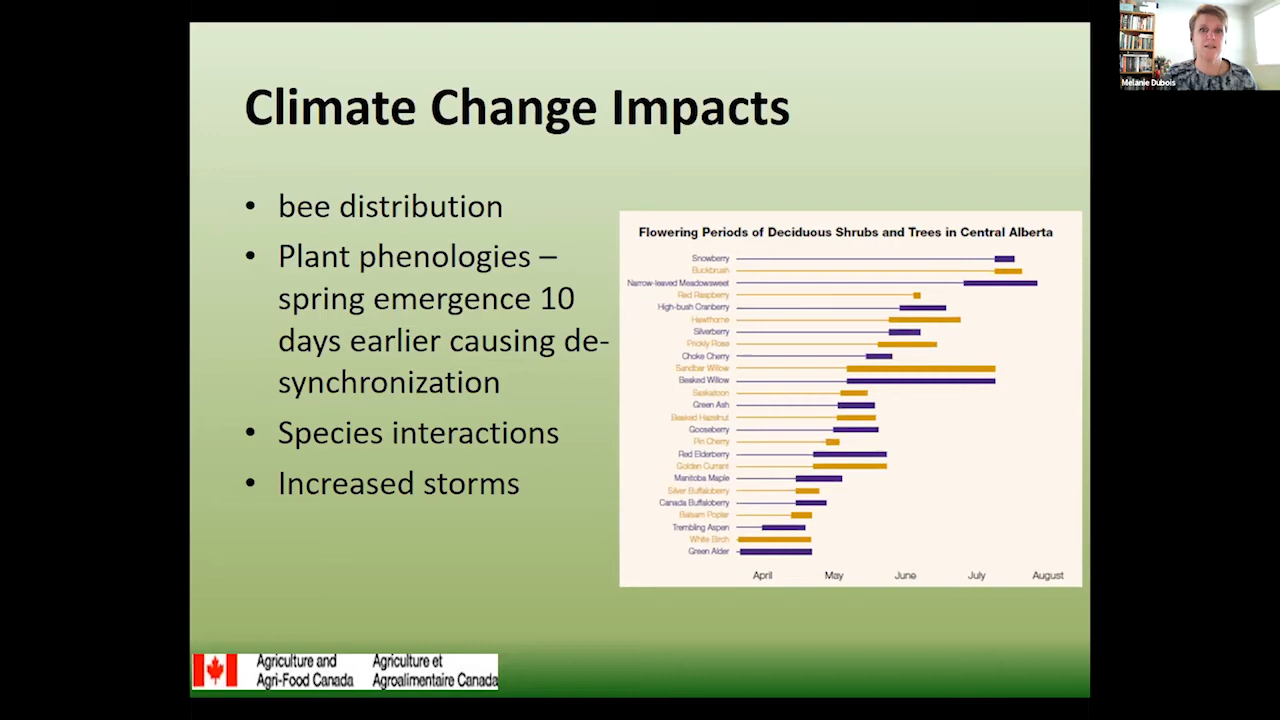 Climate Change Impacts
• bee distribution
• Plant phenologies –
spring emergence 10
days earlier causing de-
synchronization
• Species interactions
• Increased storms
Flowering Periods of Deciduous Shrubs and Trees in Central Alberta
Snowberry
Buckbrush
Narrow-leaved Meadowsweet
Red Raspberry
High-bush Cranberry
Hawthorne
Silverberry
Prickly Rose
Choke Cherry
Sandbar Willow
Beaked Willow
Saskatoon
Green Ash
Beaked Hazelnut
Gooseberry
Pin Cherry
Red Elderberry
Golden Currant
Manitoba Maple
Silver Buffaloberry
Canada Buffaloberry
Balsam Poplar
Trembling Aspen
White Birch
Green Alder
April May June July August
Agriculture and
Agri-Food Canada
Agriculture et
Agroalimentaire Canada
Melanie Dubois